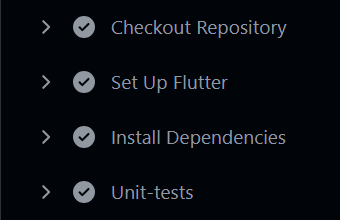 Checkout Repository
Set Up Flutter
Install Dependencies
Unit-tests